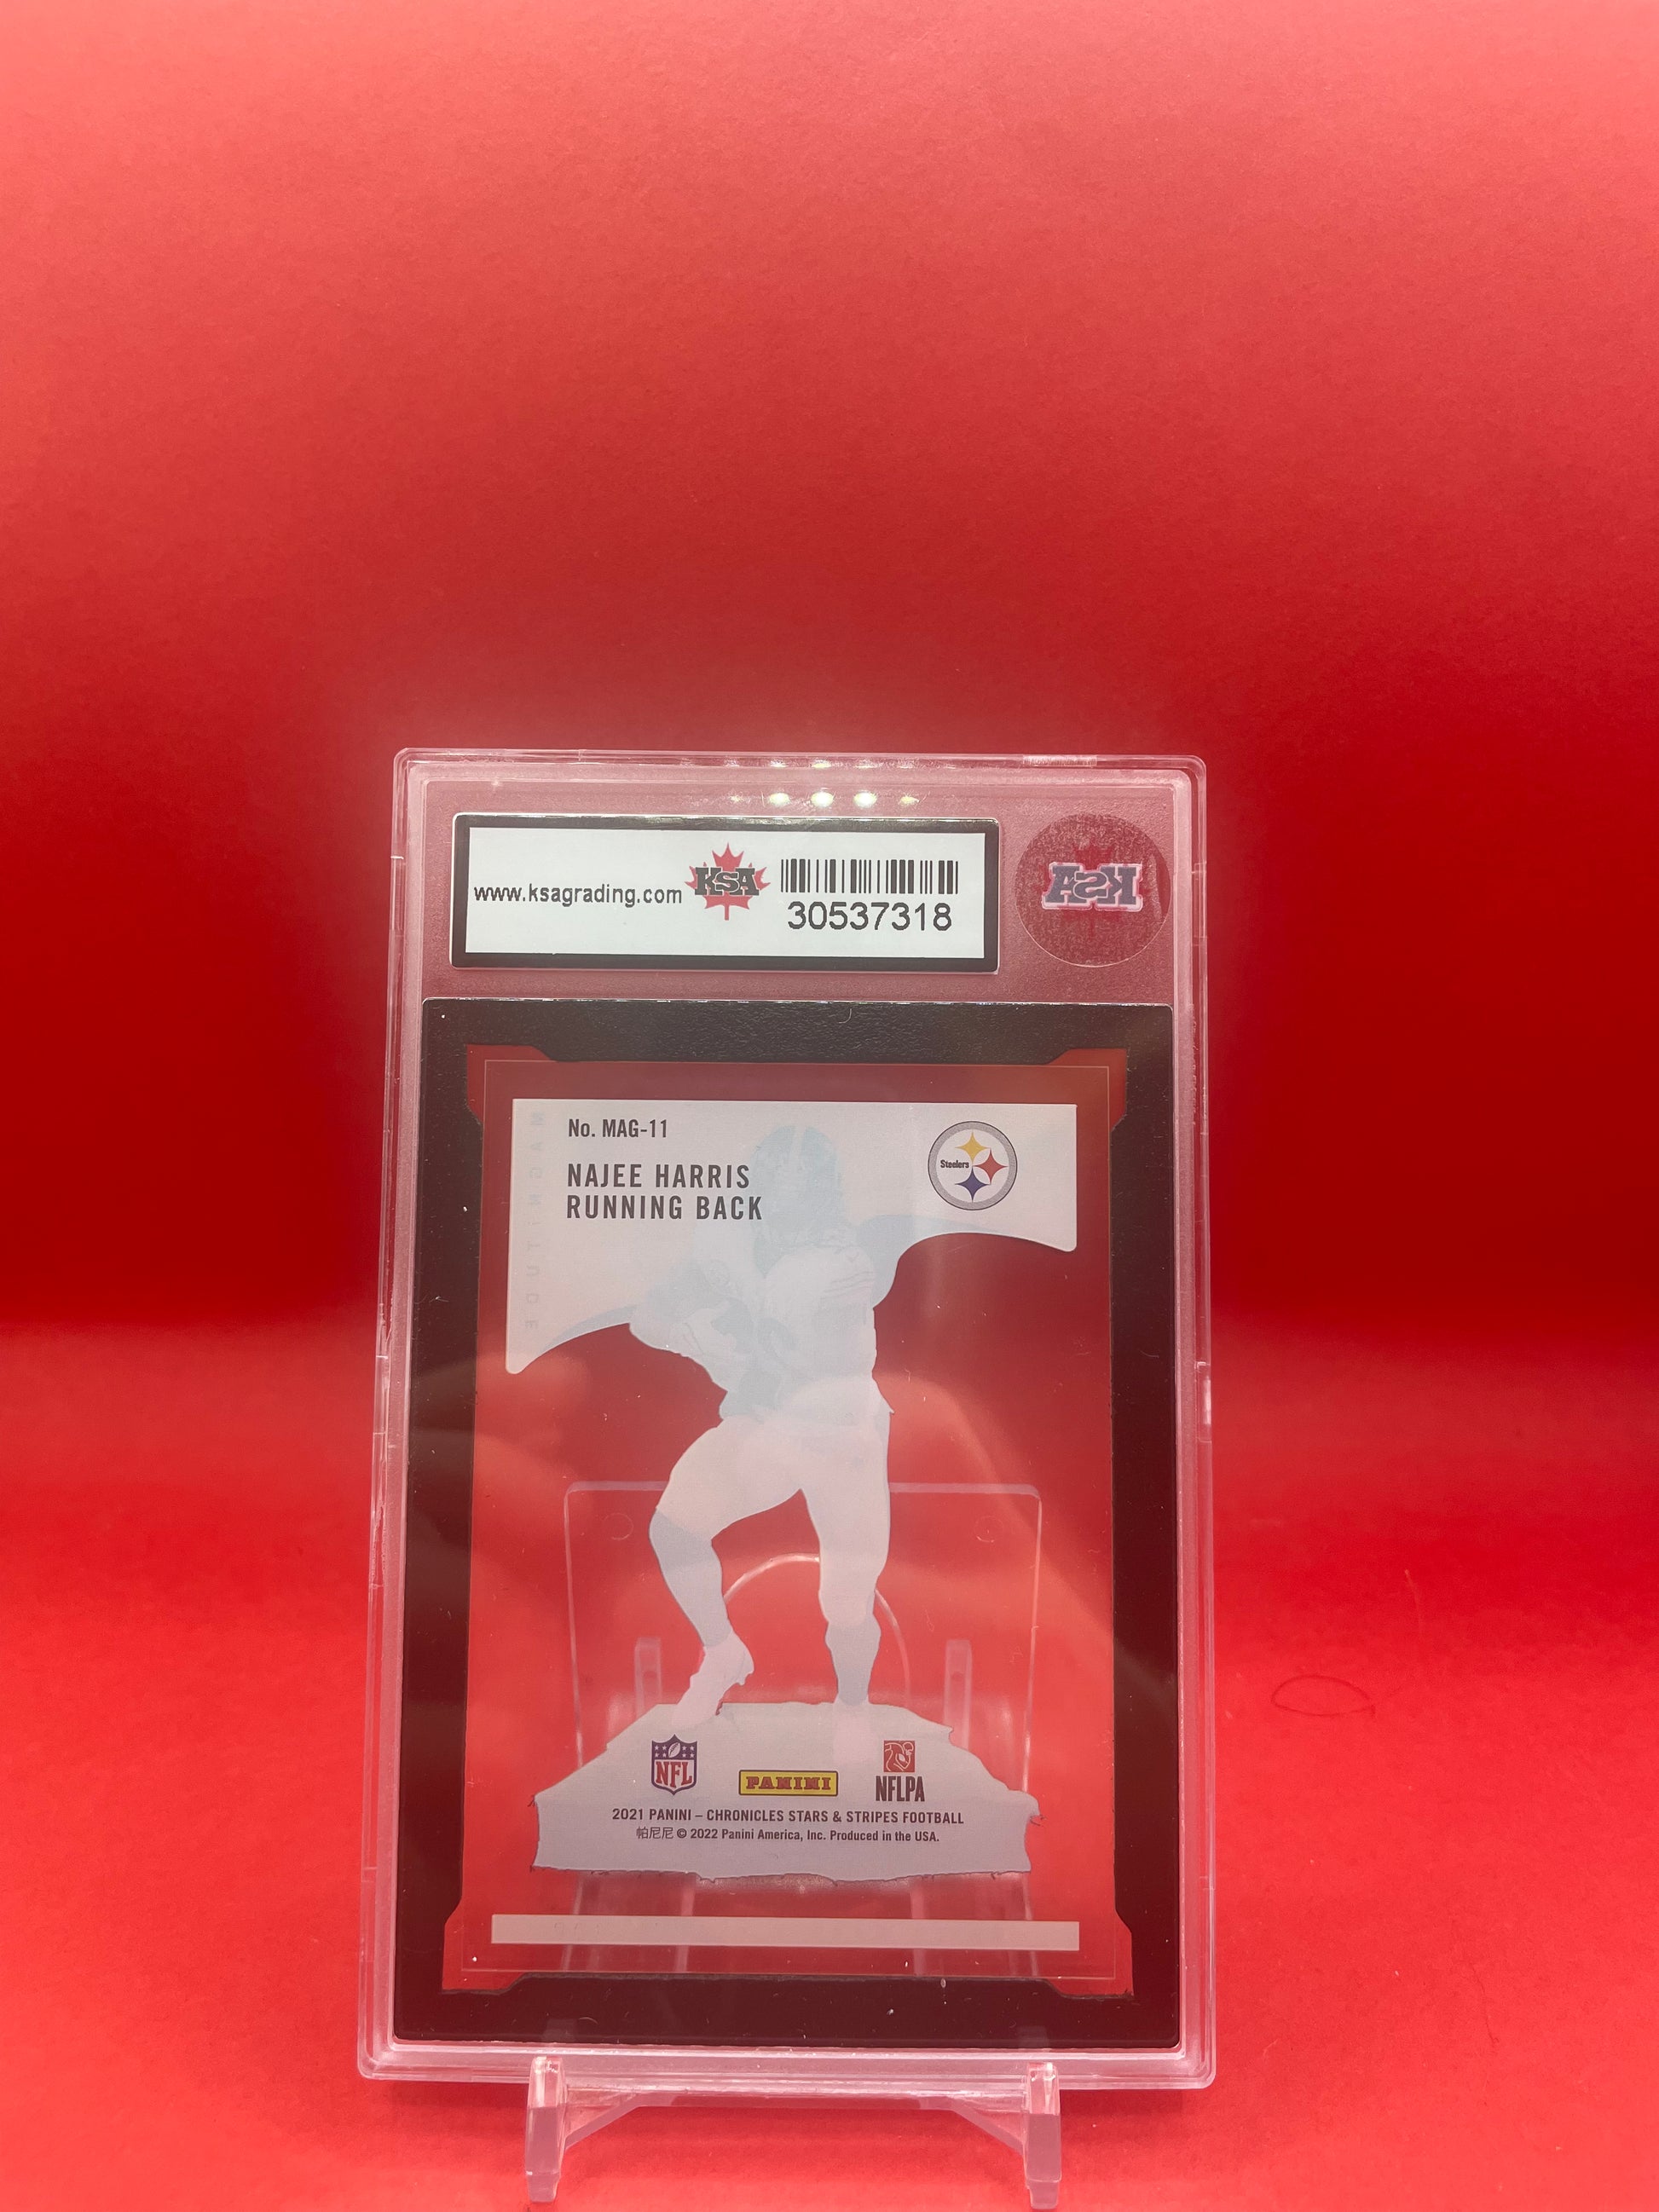 www.ksagrading.com
KSA
30537318
KSA
No. MAG-11
NAJEE HARRIS
RUNNING BACK
Steelers
MAGNITUDE
NFL
PANINI
NFLPA
2021 PANINI – CHRONICLES STARS & STRIPES FOOTBALL
帕尼尼 © 2022 Panini America, Inc. Produced in the USA.